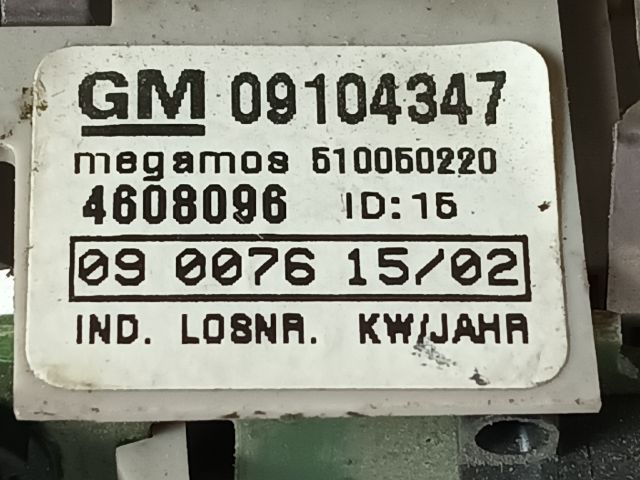 GM 09104347
megamos 510050220
4608096 ID:15
09 0076 15/02
IND. LOSNR. KW/JAHR